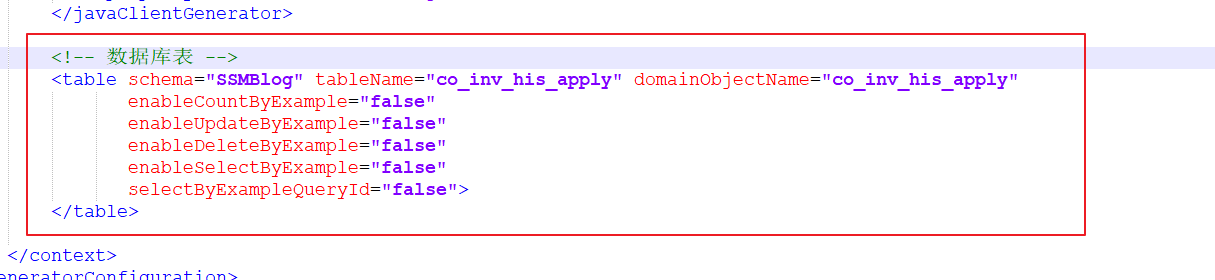 </javaClientGenerator>
<!-- 数据库表 -->
<table schema="SSMBlog" tableName="co_inv_his_apply" domainObjectName="co_inv_his_apply"
enableCountByExample="false"
enableUpdateByExample="false"
enableDeleteByExample="false"
enableSelectByExample="false"
selectByExampleQueryId="false">
</table>
</context>
eneratorConfiguration>